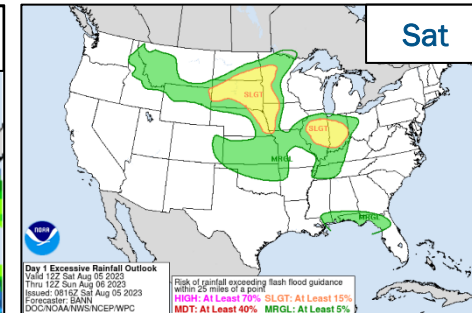 Sat
SLGT
SLGT
MRGL
MRGL
NOAA
Day 1 Excessive Rainfall Outlook
Valid 12Z Sat Aug 05 2023
Thru 12Z Sun Aug 06 2023
Issued: 0816Z Sat Aug 05 2023
Forecaster: BANN
DOC/NOAA/NWS/NCEP/WPC
Risk of rainfall exceeding flash flood guidance
within 25 miles of a point
HIGH: At Least 70% SLGT: At Least 15%
MDT: At Least 40% MRGL: At Least 5%